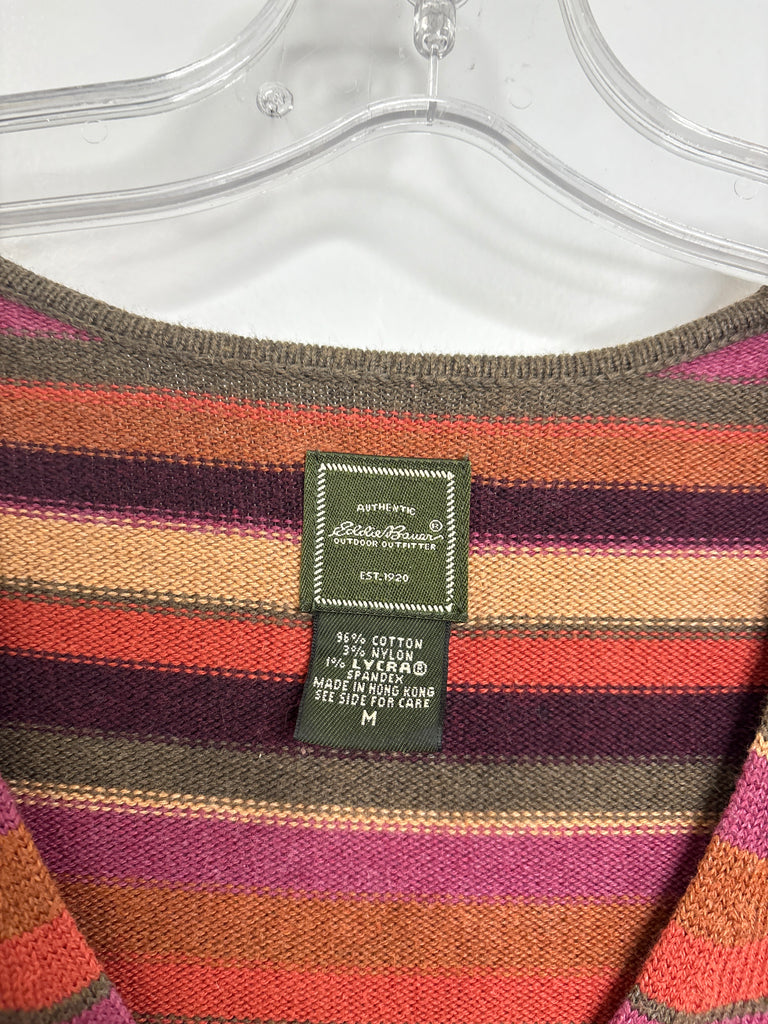 AUTHENTIC
Eddie Bauer®
OUTDOOR OUTFITTER
EST. 1920
96% COTTON
3% NYLON
1% LYCRA®
SPANDEX
MADE IN HONG KONG
SEE SIDE FOR CARE
M